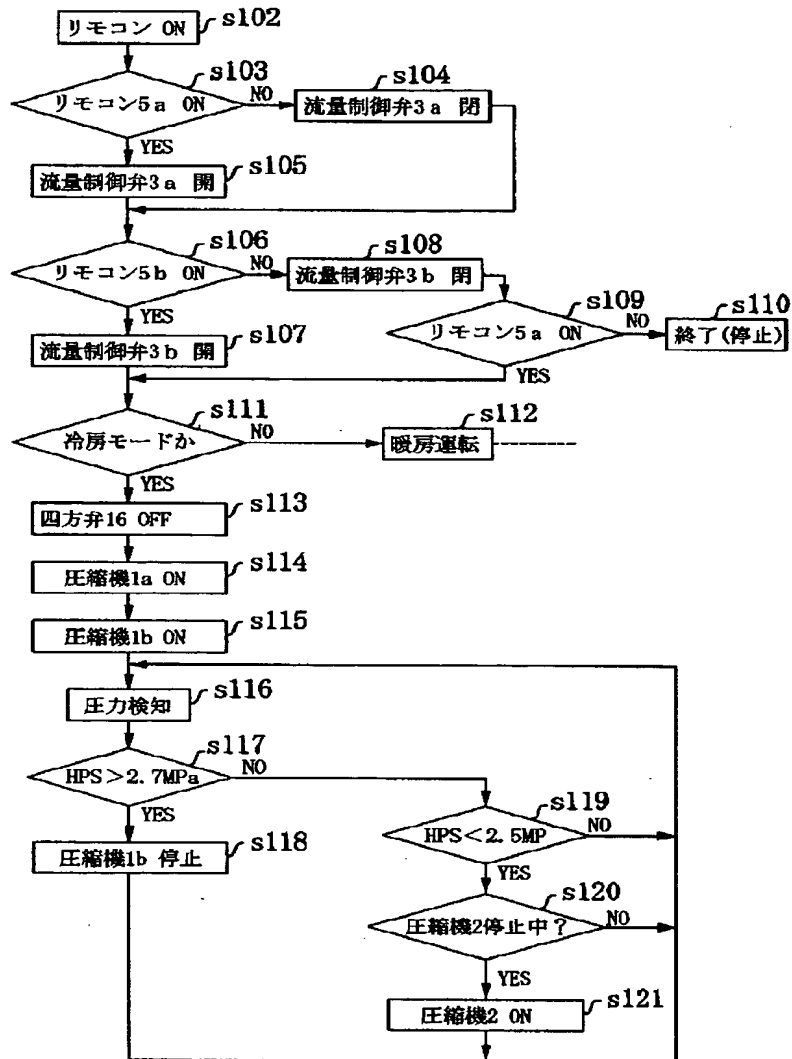 リモコン ON
s102
s103
リモコン5a ON
NO
s104
流量制御弁3a 閉
YES
s105
流量制御弁3a 開
s106
リモコン5b ON
NO
s108
流量制御弁3b 閉
YES
s107
流量制御弁3b 開
s109
リモコン5a ON
NO
s110
終了(停止)
YES
s111
冷房モードか
NO
s112
暖房運転
YES
s113
四方弁16 OFF
s114
圧縮機1a ON
s115
圧縮機1b ON
s116
圧力検知
s117
HPS>2.7MPa
NO
YES
s118
圧縮機1b 停止
s119
HPS<2.5MP
NO
YES
s120
圧縮機2停止中?
NO
YES
s121
圧縮機2 ON